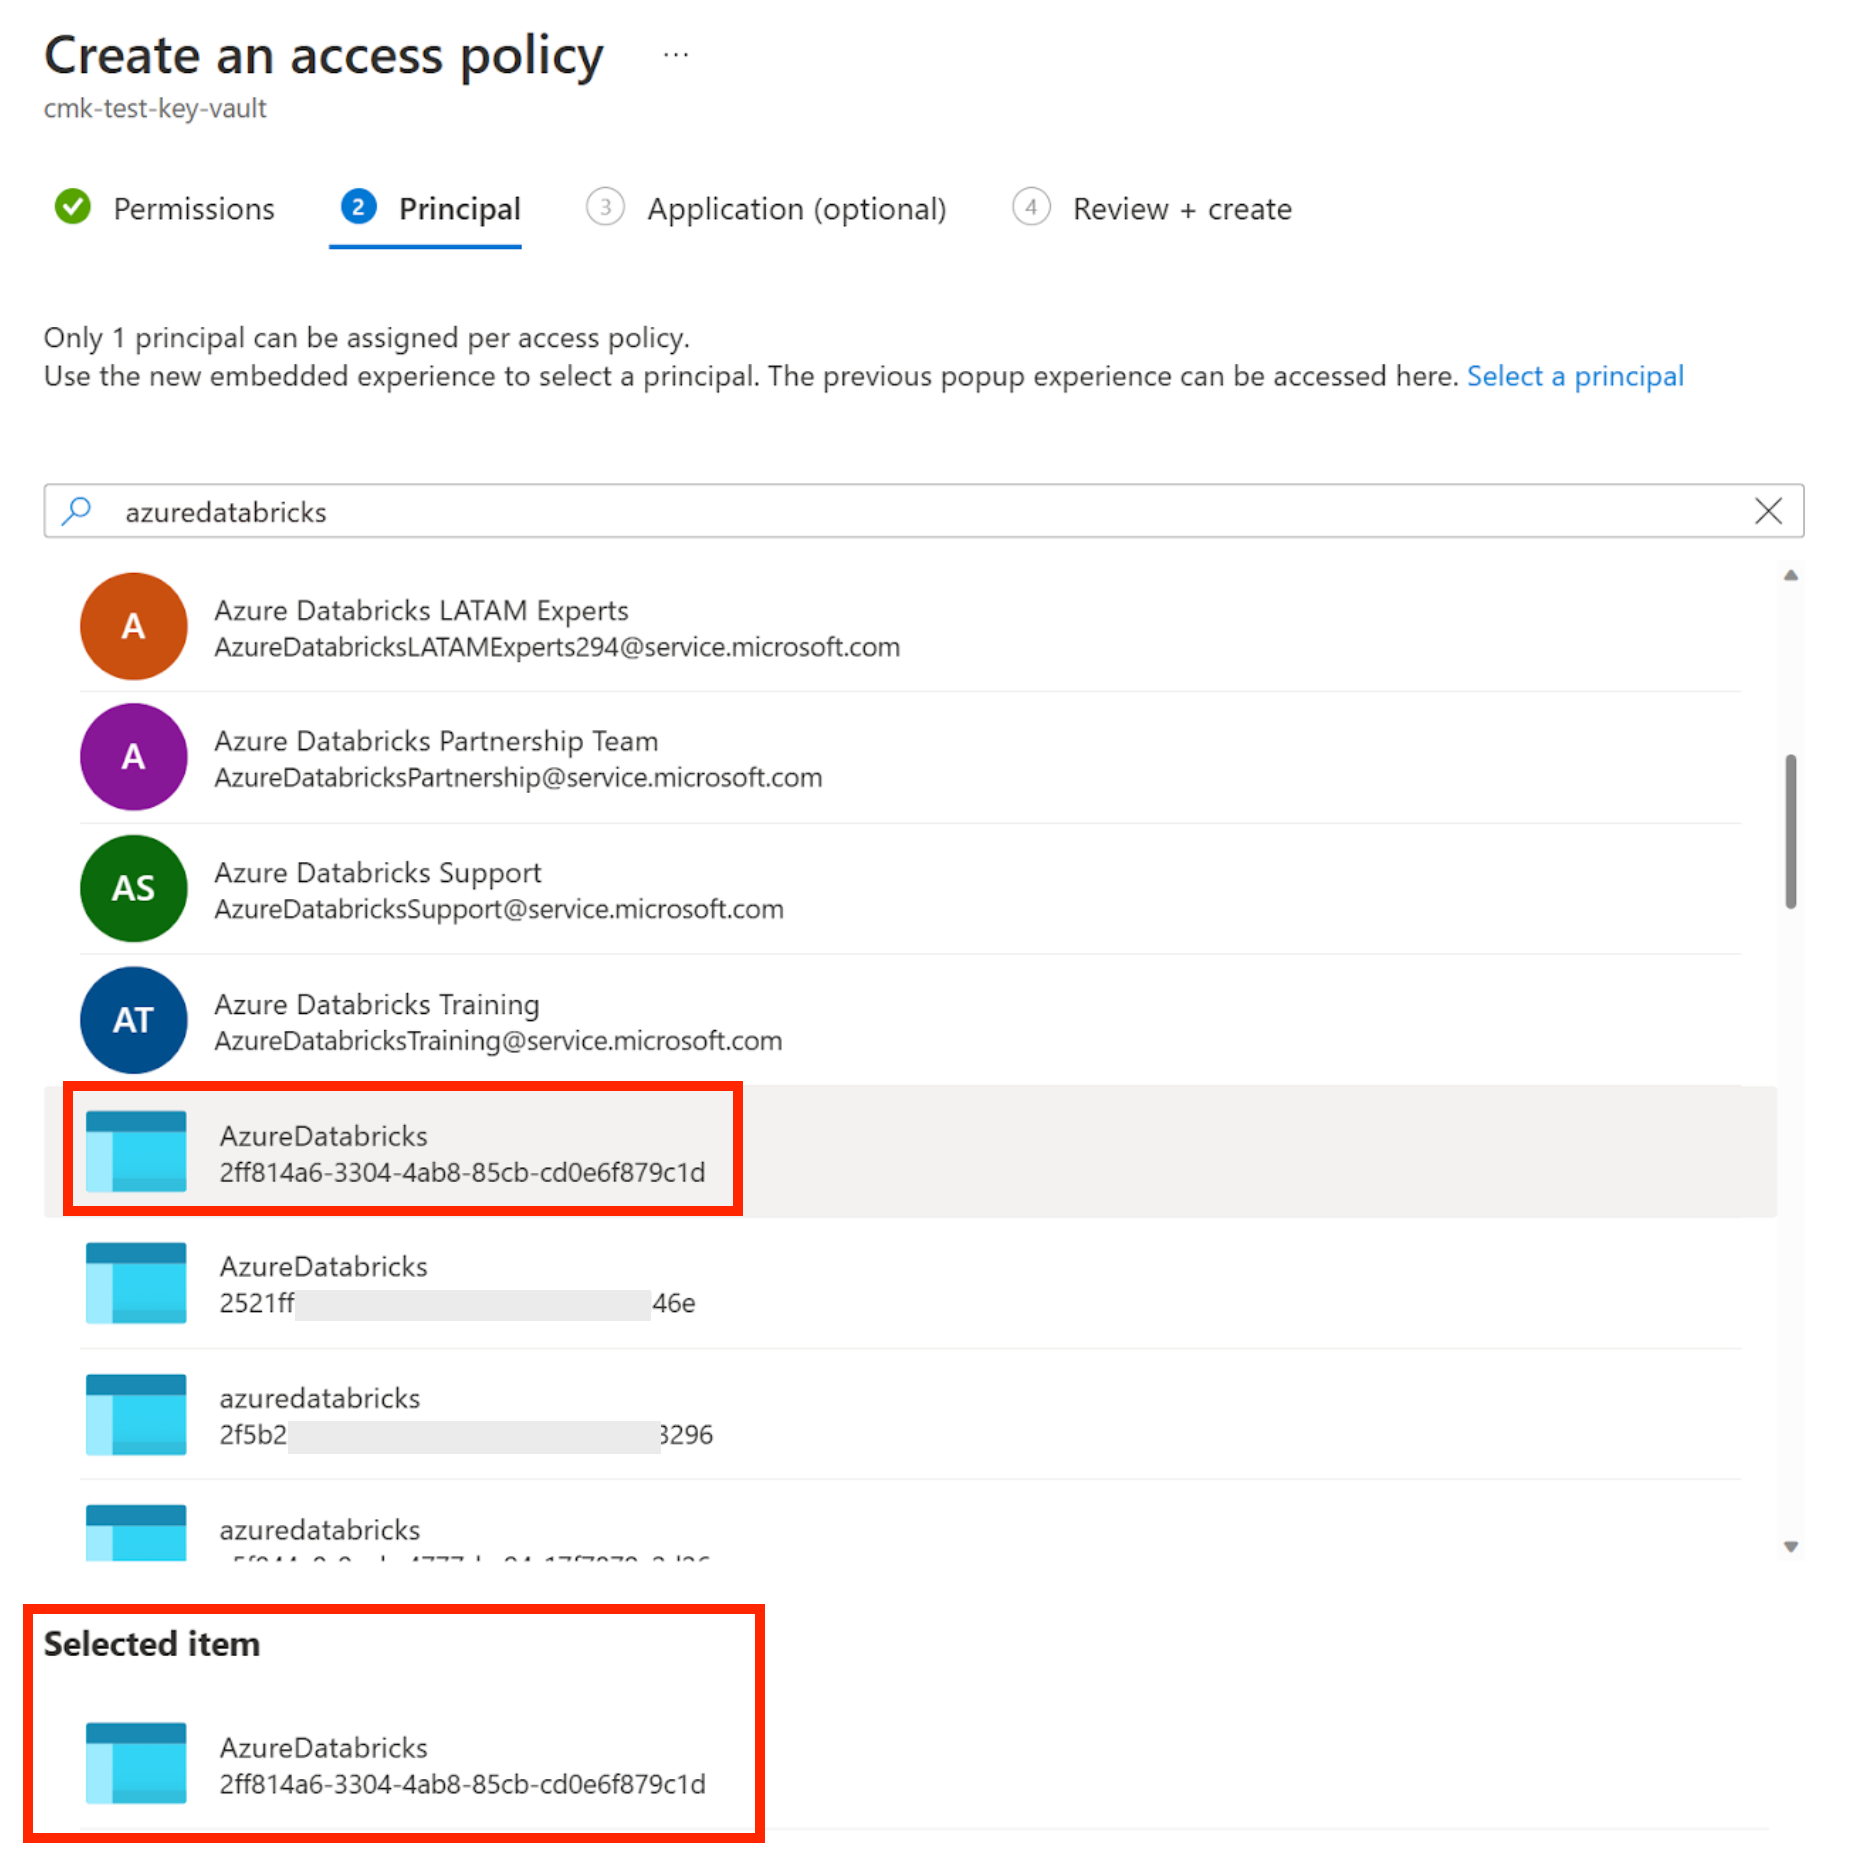 Create an access policy ...
cmk-test-key-vault
Permissions
2 Principal
3 Application (optional)
4 Review + create
Only 1 principal can be assigned per access policy.
Use the new embedded experience to select a principal. The previous popup experience can be accessed here. Select a principal
azuredatabricks
A
Azure Databricks LATAM Experts
AzureDatabricksLATAMExperts294@service.microsoft.com
A
Azure Databricks Partnership Team
AzureDatabricksPartnership@service.microsoft.com
AS
Azure Databricks Support
AzureDatabricksSupport@service.microsoft.com
AT
Azure Databricks Training
AzureDatabricksTraining@service.microsoft.com
AzureDatabricks
2ff814a6-3304-4ab8-85cb-cd0e6f879c1d
AzureDatabricks
2521ff 46e
azuredatabricks
2f5b2 3296
azuredatabricks
Selected item
AzureDatabricks
2ff814a6-3304-4ab8-85cb-cd0e6f879c1d